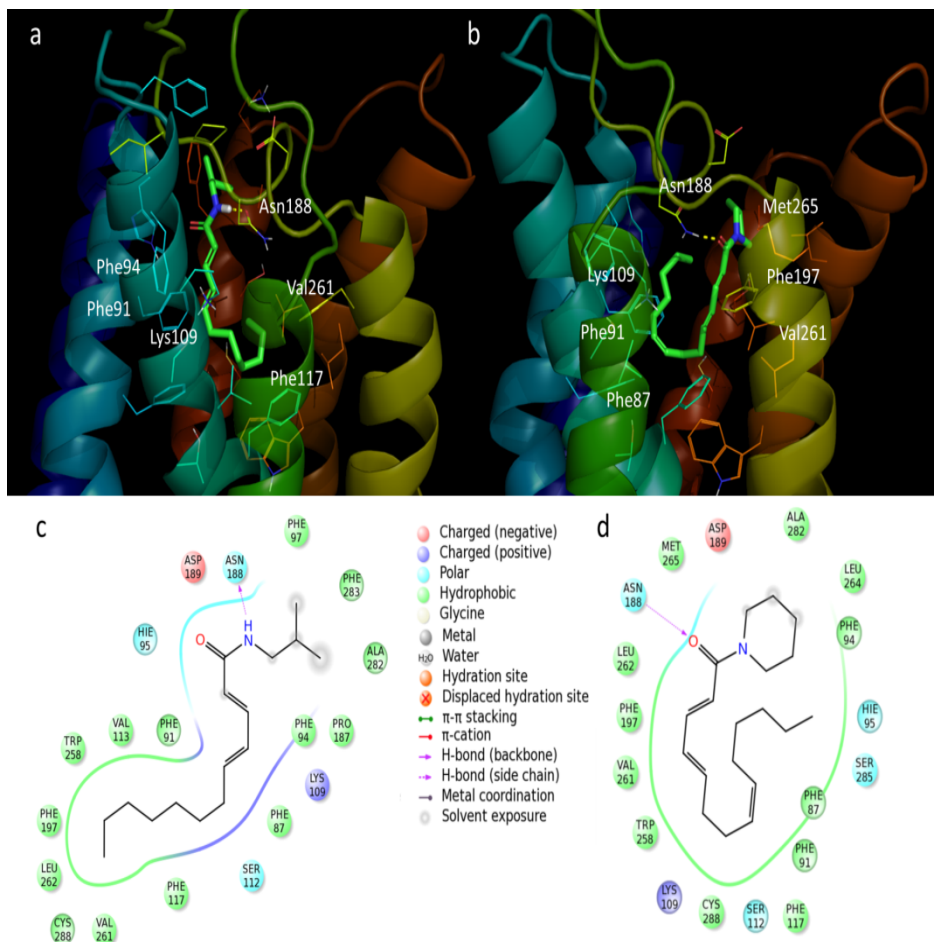 a
Asn188
Phe94
Phe91
Val261
Lys109
Phe117
b
Asn188
Met265
Lys109
Phe197
Phe91
Val261
Phe87
c
PHE
97
ASP
189
ASN
188
PHE
283
HIE
95
H
N
O
ALA
282
VAL
113
PHE
91
TRP
258
PHE
94
PRO
187
LYS
109
PHE
197
PHE
87
LEU
262
SER
112
PHE
117
CYS
288
VAL
261
Charged (negative)
Charged (positive)
Polar
Hydrophobic
Glycine
Metal
H₂O Water
Hydration site
Displaced hydration site
π-π stacking
π-cation
H-bond (backbone)
H-bond (side chain)
Metal coordination
Solvent exposure
d
ALA
282
ASP
189
MET
265
LEU
264
ASN
188
PHE
94
O
N
LEU
262
HIE
95
PHE
197
SER
285
VAL
261
PHE
87
TRP
258
PHE
91
LYS
109
CYS
288
SER
112
PHE
117